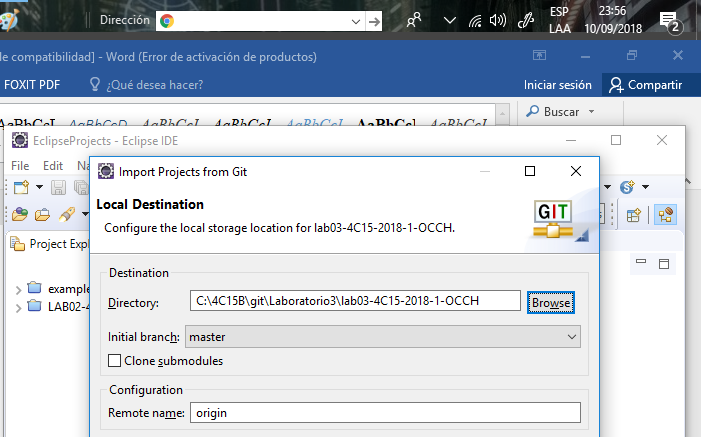 Dirección
ESP
LAA
23:56
10/09/2018
2
de compatibilidad] - Word (Error de activación de productos)
FOXIT PDF
¿Qué desea hacer?
Iniciar sesión
Compartir
AaBbCcD
Buscar
EclipseProjects - Eclipse IDE
File Edit Na
Import Projects from Git
Local Destination
Configure the local storage location for lab03-4C15-2018-1-OCCH.
GIT
Project Expl
example
LAB02-4
Destination
Directory: C:\4C15B\git\Laboratorio3\lab03-4C15-2018-1-OCCH Browse
Initial branch: master
Clone submodules
Configuration
Remote name: origin